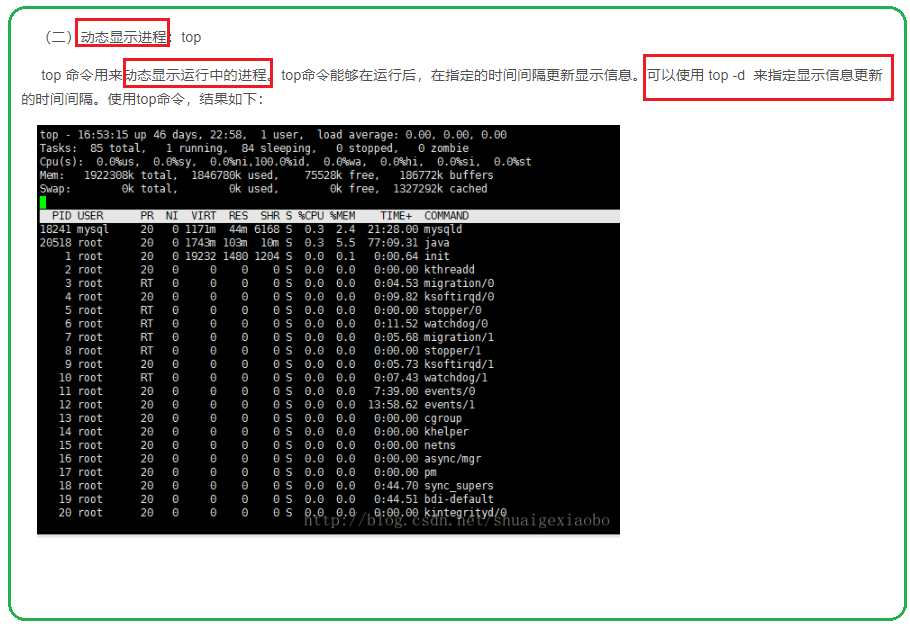 （二）动态显示进程：top
top 命令用来动态显示运行中的进程。top命令能够在运行后，在指定的时间间隔更新显示信息。可以使用 top -d 来指定显示信息更新
的时间间隔。使用top命令，结果如下：
top - 16:53:15 up 46 days, 22:58,  1 user,  load average: 0.00, 0.00, 0.00
Tasks:  85 total,   1 running,  84 sleeping,   0 stopped,   0 zombie
Cpu(s):  0.0%us,  0.0%sy,  0.0%ni,100.0%id,  0.0%wa,  0.0%hi,  0.0%si,  0.0%st
Mem:   1922308k total,  1846780k used,    75528k free,   186772k buffers
Swap:        0k total,        0k used,        0k free,  1327292k cached
PID USER      PR  NI  VIRT  RES  SHR S %CPU %MEM    TIME+  COMMAND
18241 mysql     20   0 1171m  44m 6168 S  0.3  2.4  21:28.00 mysqld
20518 root      20   0 1743m 103m  10m S  0.3  5.5  77:09.31 java
1 root      20   0 19232 1480 1204 S  0.0  0.1   0:00.64 init
2 root      20   0     0    0    0 S  0.0  0.0   0:00.00 kthreadd
3 root      RT   0     0    0    0 S  0.0  0.0   0:04.53 migration/0
4 root      20   0     0    0    0 S  0.0  0.0   0:09.82 ksoftirqd/0
5 root      RT   0     0    0    0 S  0.0  0.0   0:00.00 stopper/0
6 root      RT   0     0    0    0 S  0.0  0.0   0:11.52 watchdog/0
7 root      RT   0     0    0    0 S  0.0  0.0   0:05.68 migration/1
8 root      RT   0     0    0    0 S  0.0  0.0   0:00.00 stopper/1
9 root      20   0     0    0    0 S  0.0  0.0   0:05.73 ksoftirqd/1
10 root      RT   0     0    0    0 S  0.0  0.0   0:07.43 watchdog/1
11 root      20   0     0    0    0 S  0.0  0.0   7:39.00 events/0
12 root      20   0     0    0    0 S  0.0  0.0  13:58.62 events/1
13 root      20   0     0    0    0 S  0.0  0.0   0:00.00 cgroup
14 root      20   0     0    0    0 S  0.0  0.0   0:00.00 khelper
15 root      20   0     0    0    0 S  0.0  0.0   0:00.00 netns
16 root      20   0     0    0    0 S  0.0  0.0   0:00.00 async/mgr
17 root      20   0     0    0    0 S  0.0  0.0   0:00.00 pm
18 root      20   0     0    0    0 S  0.0  0.0   0:44.70 sync_supers
19 root      20   0     0    0    0 S  0.0  0.0   0:44.51 bdi-default
20 root      20   0     0    0    0 S  0.0  0.0   0:00.00 kintegrityd/0
http://blog.csdn.net/shuaigexiaobo